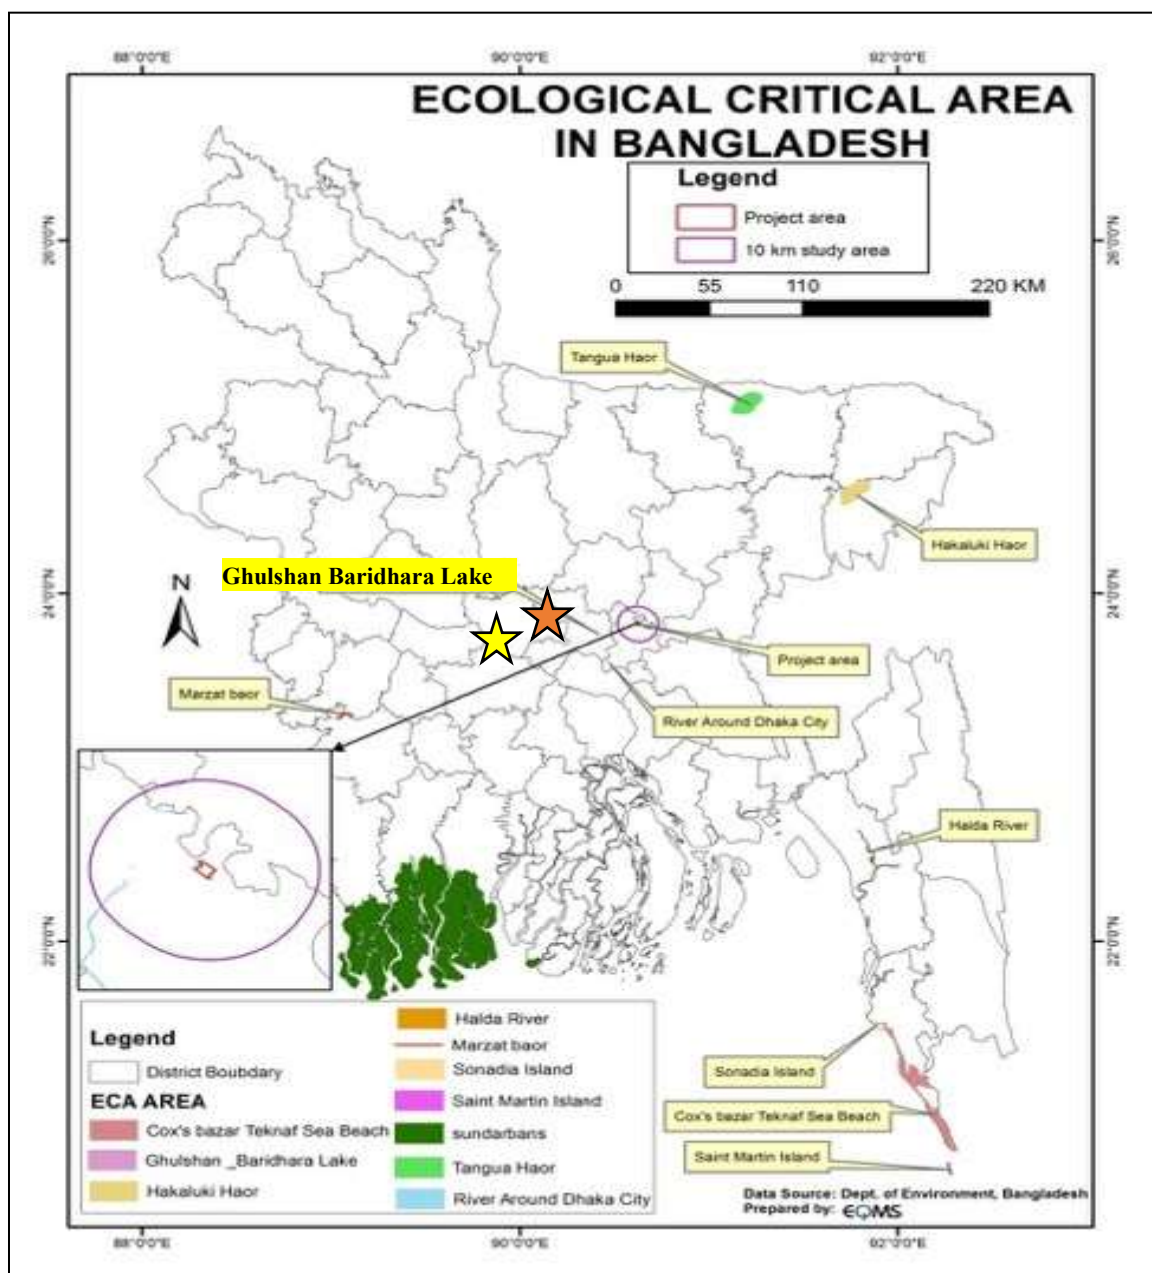 88°0'0"E 90°0'0"E 92°0'0"E
ECOLOGICAL CRITICAL AREA
IN BANGLADESH
Legend
Project area
10 km study area
0 55 110 220 KM
26°0'0"N 26°0'0"N
Tangua Haor
Hakaluki Haor
Ghulshan Baridhara Lake
24°0'0"N 24°0'0"N
N
Project area
Marzat baor
River Around Dhaka City
Halda River
22°0'0"N 22°0'0"N
Sonadia Island
Cox's bazar Teknaf Sea Beach
Saint Martin Island
Legend
District Boubdary
ECA AREA
Cox's bazar Teknaf Sea Beach
Ghulshan _Baridhara Lake
Hakaluki Haor
Halda River
Marzat baor
Sonadia Island
Saint Martin Island
sundarbans
Tangua Haor
River Around Dhaka City
Data Source: Dept. of Environment, Bangladesh
Prepared by: EQMS
88°0'0"E 90°0'0"E 92°0'0"E